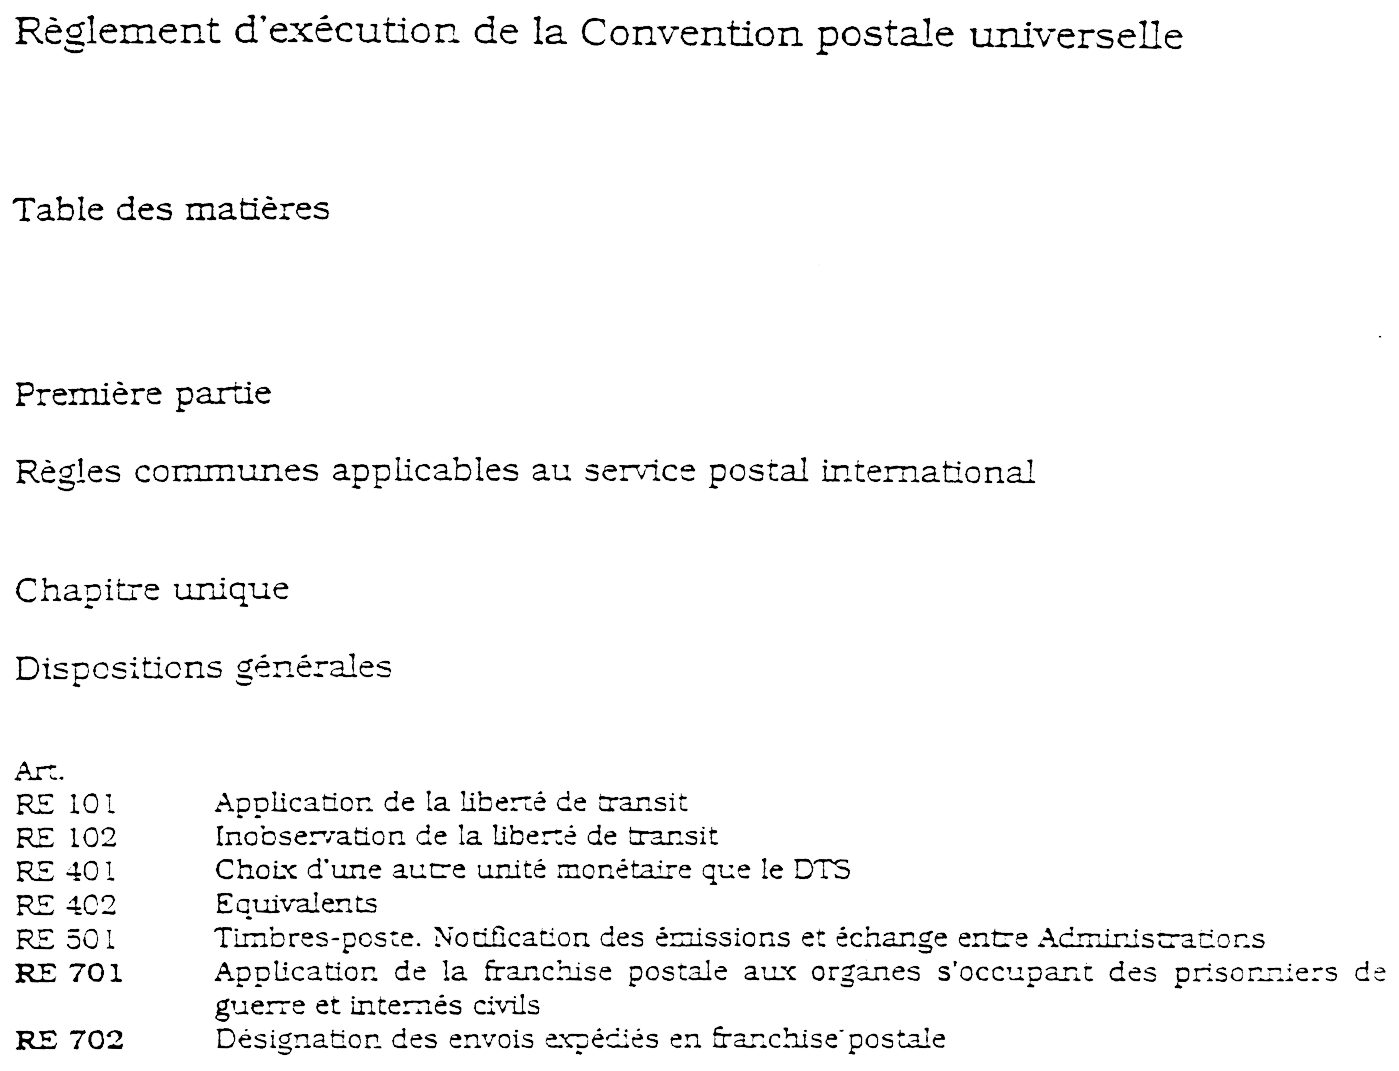 Règlement d'exécution de la Convention postale universelle
Table des matières
Première partie
Règles communes applicables au service postal international
Chapitre unique
Dispositions générales
Art.
RE 101 Application de la liberté de transit
RE 102 Inobservation de la liberté de transit
RE 401 Choix d'une autre unité monétaire que le DTS
RE 402 Equivalents
RE 501 Timbres-poste. Notification des émissions et échange entre Administrations
RE 701 Application de la franchise postale aux organes s'occupant des prisonniers de
guerre et internés civils
RE 702 Désignation des envois expédiés en franchise postale